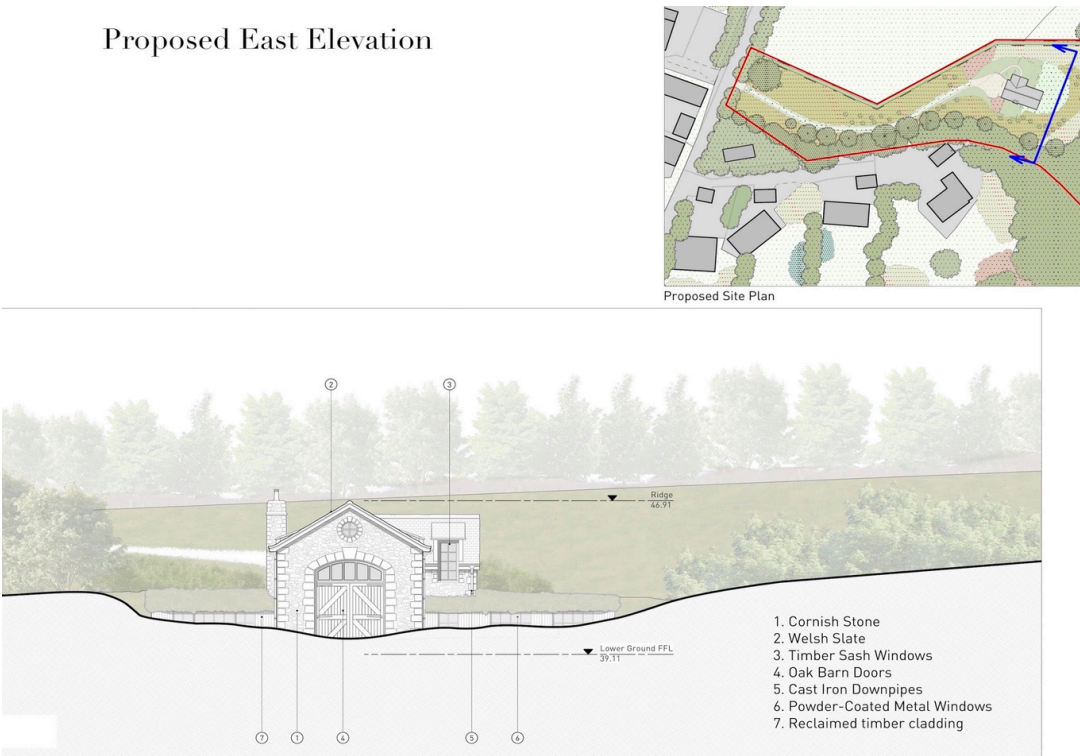 Proposed East Elevation
Proposed Site Plan
2
3
Ridge
46.91
Lower Ground FFL
39.11
1. Cornish Stone
2. Welsh Slate
3. Timber Sash Windows
4. Oak Barn Doors
5. Cast Iron Downpipes
6. Powder-Coated Metal Windows
7. Reclaimed timber cladding
7
1
4
5
6